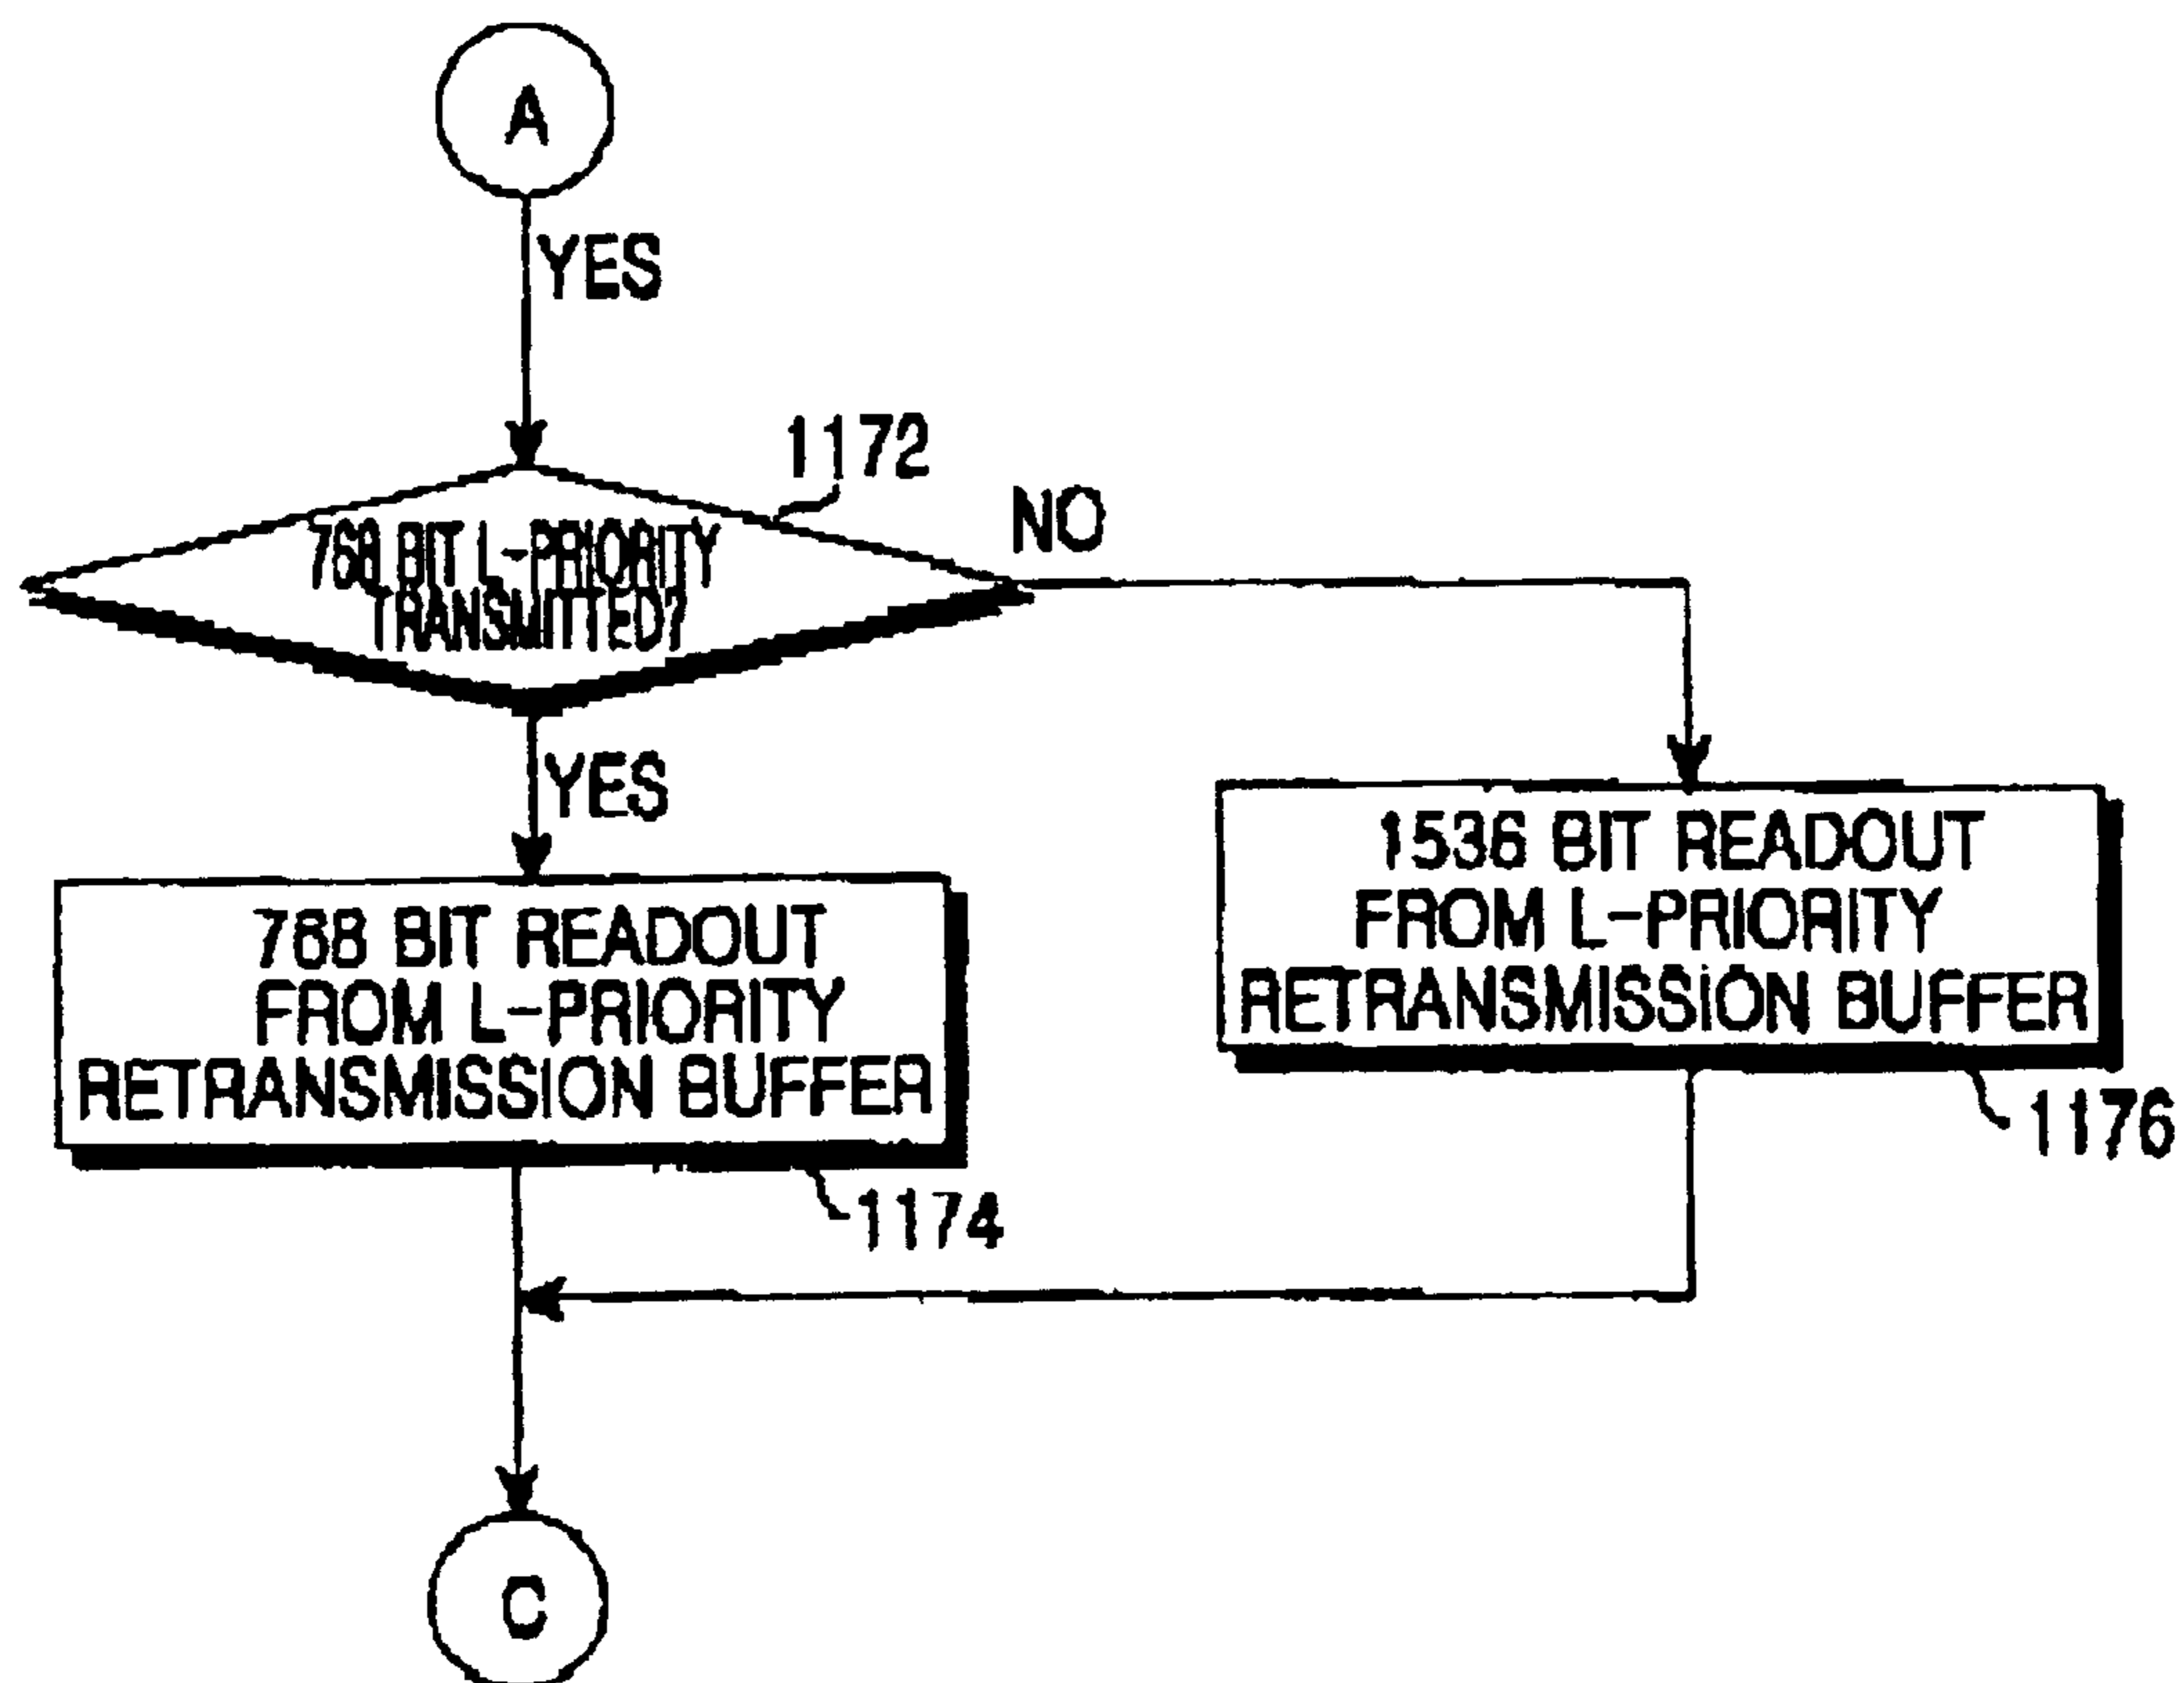 A
YES
1172
NO
768 BIT L-PRIORITY
TRANSMITTED?
YES
1536 BIT READOUT
FROM L-PRIORITY
RETRANSMISSION BUFFER
1176
768 BIT READOUT
FROM L-PRIORITY
RETRANSMISSION BUFFER
1174
C